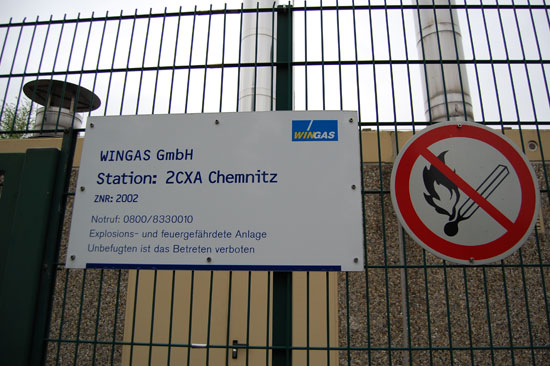 WINGAS
WINGAS GmbH
Station: 2CXA Chemnitz
ZNR: 2002
Notruf: 0800/8330010
Explosions- und feuergefährdete Anlage
Unbefugten ist das Betreten verboten